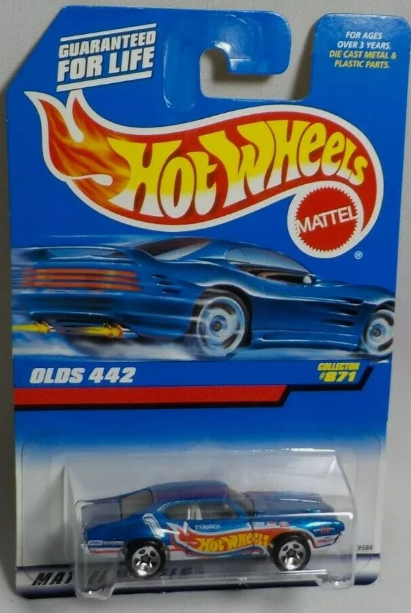 GUARANTEED
FOR LIFE
FOR AGES
OVER 3 YEARS.
DIE CAST METAL &
PLASTIC PARTS.
HOT WHEELS
MATTEL
®
OLDS 442
COLLECTOR
#871
HOT WHEELS